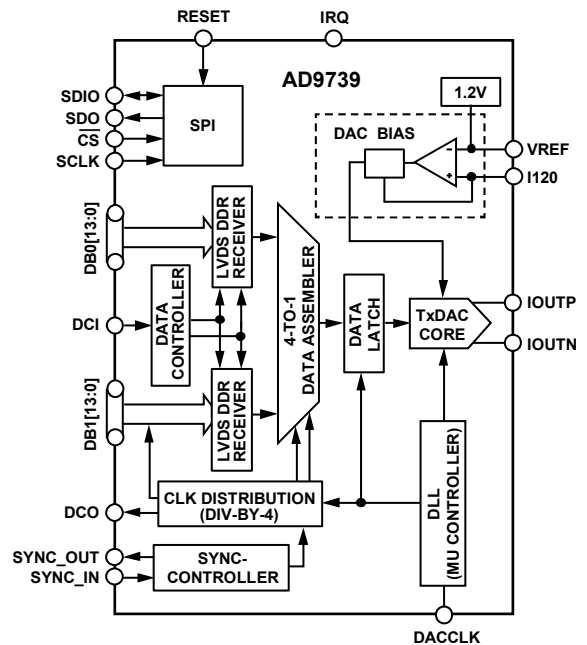 RESET
IRQ
AD9739
SDIO
SDO
CS
SCLK
SPI
1.2V
DAC BIAS
VREF
I120
DB0[13:0]
LVDS DDR
RECEIVER
4-TO-1
DATA ASSEMBLER
DCI
DATA
CONTROLLER
DATA
LATCH
TxDAC
CORE
IOUTP
IOUTN
DB1[13:0]
LVDS DDR
RECEIVER
DCO
CLK DISTRIBUTION
(DIV-BY-4)
DLL
(MU CONTROLLER)
SYNC_OUT
SYNC_IN
SYNC-
CONTROLLER
DACCLK